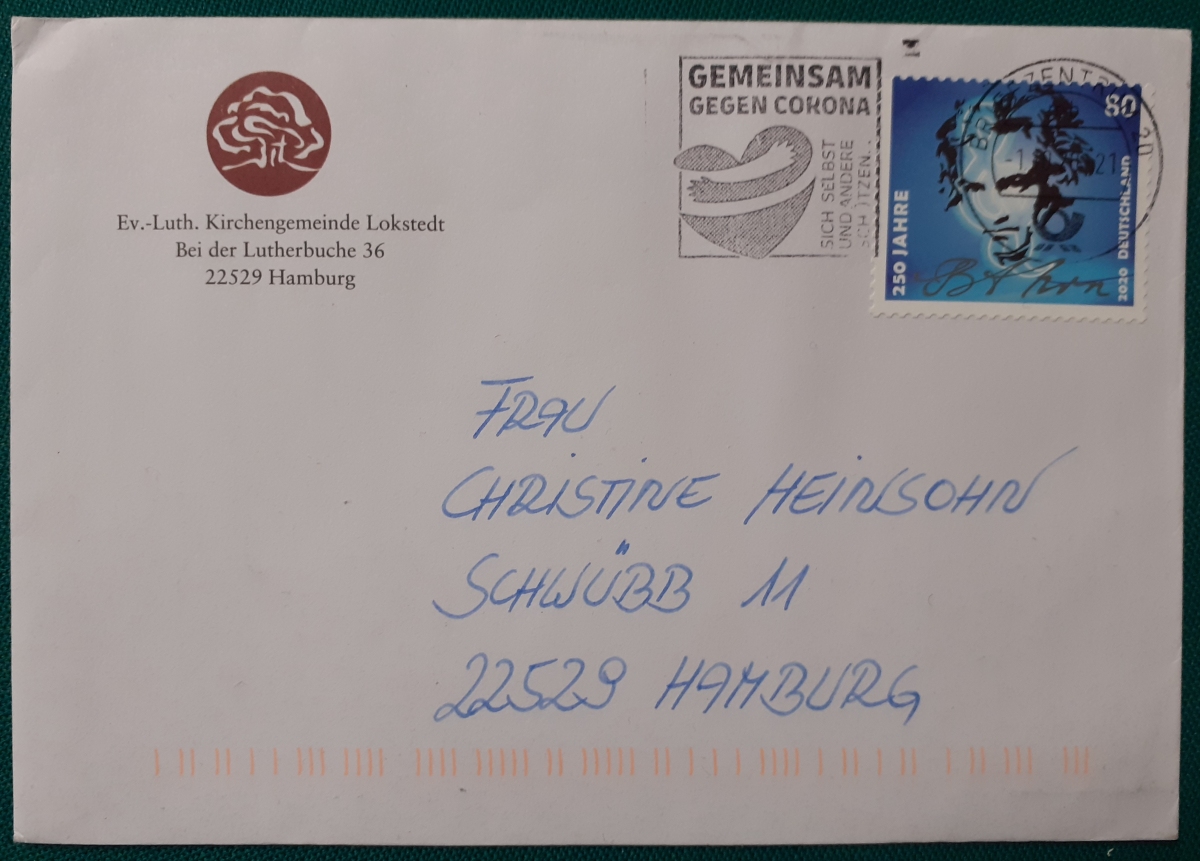 Ev.-Luth. Kirchengemeinde Lokstedt
Bei der Lutherbuche 36
22529 Hamburg
GEMEINSAM
GEGEN CORONA
SICH SELBST
UND ANDERE
80
250 JAHRE
2020 DEUTSCHLAND
FRAU
CHRISTINE HEINSOHN
SCHWÜBB 11
22529 HAMBURG